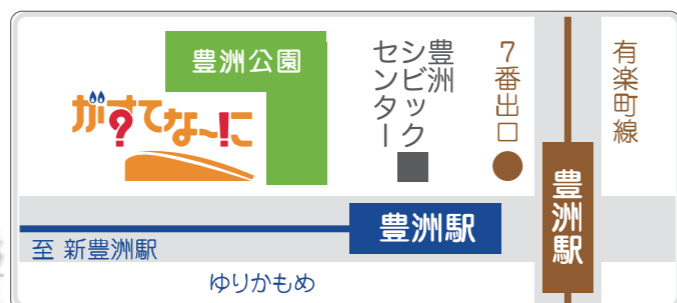 豊洲公園
がすてなーに
?
!
豊洲
シビック
センター
7番出口
有楽町線
豊洲駅
豊洲駅
至 新豊洲駅
ゆりかもめ